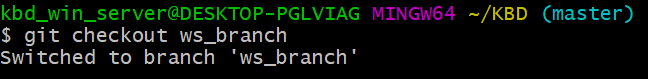 kbd_win_server@DESKTOP-PGLVIAG MINGW64 ~/KBD (master)
$ git checkout ws_branch
Switched to branch 'ws_branch'